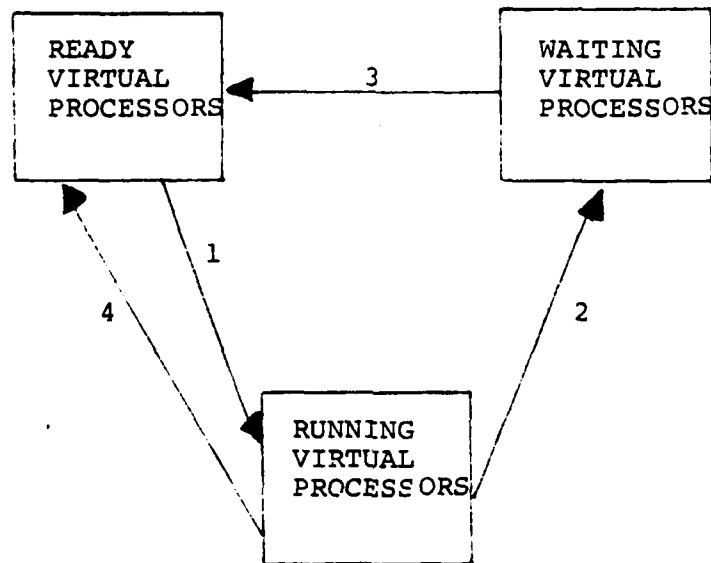 READY
VIRTUAL
PROCESSORS
WAITING
VIRTUAL
PROCESSORS
3
1
4
2
RUNNING
VIRTUAL
PROCESSORS